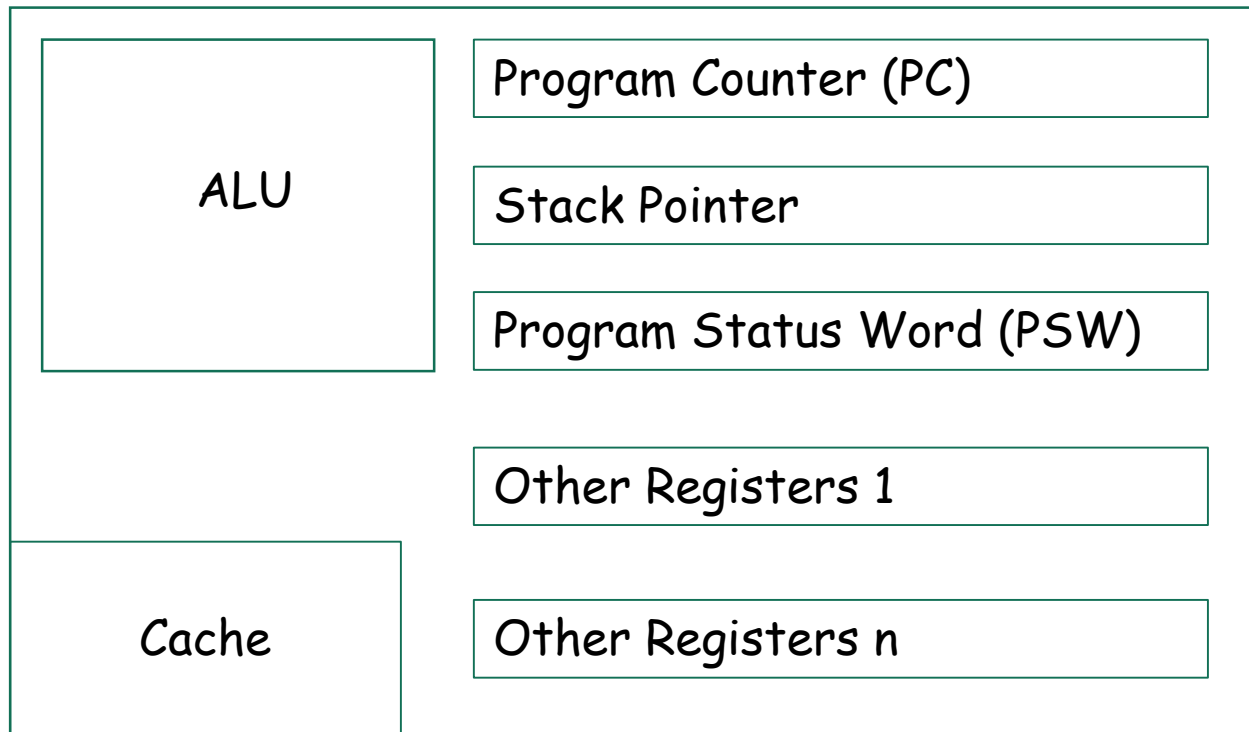 ALU
Program Counter (PC)
Stack Pointer
Program Status Word (PSW)
Other Registers 1
Cache
Other Registers n